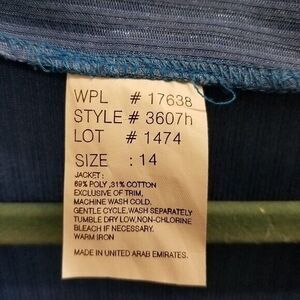 WPL # 17638
STYLE # 3607h
LOT # 1474
SIZE : 14
JACKET :
69% POLY ,31% COTTON
EXCLUSIVE OF TRIM,
MACHINE WASH COLD.
GENTLE CYCLE,WASH SEPARATELY
TUMBLE DRY LOW,NON-CHLORINE
BLEACH IF NECESSARY.
WARM IRON
MADE IN UNITED ARAB EMIRATES.